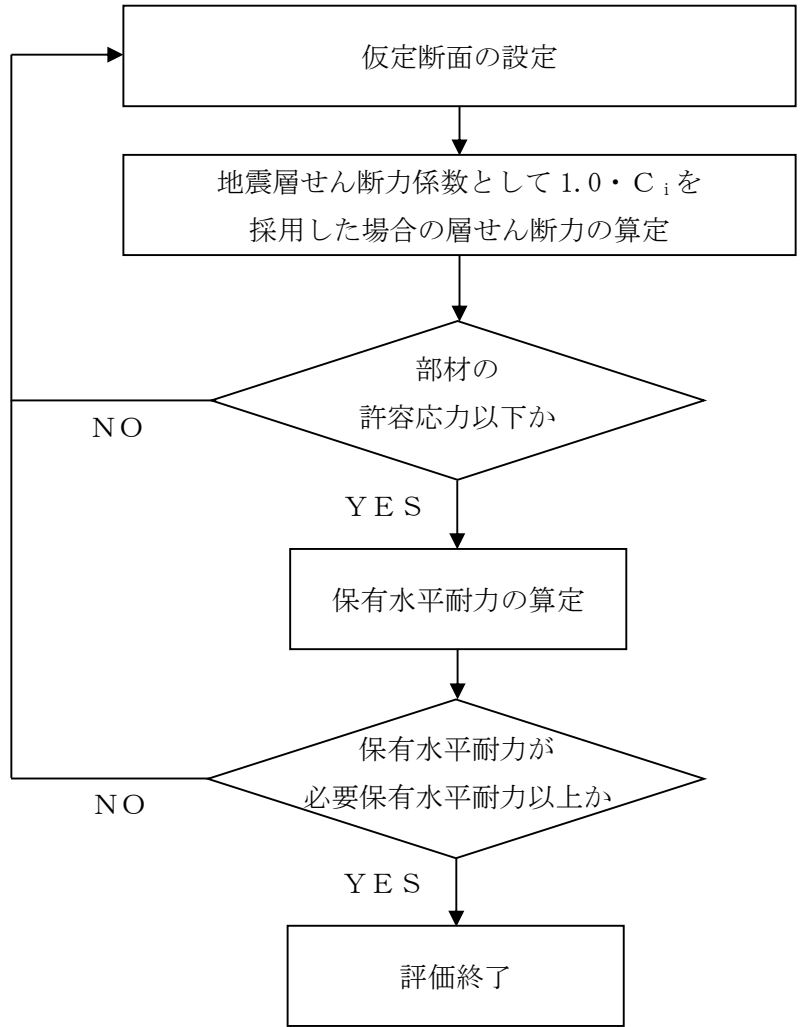 仮定断面の設定
地震層せん断力係数として1.0・Ｃｉを
採用した場合の層せん断力の算定
部材の
許容応力以下か
ＮＯ
ＹＥＳ
保有水平耐力の算定
保有水平耐力が
必要保有水平耐力以上か
ＮＯ
ＹＥＳ
評価終了